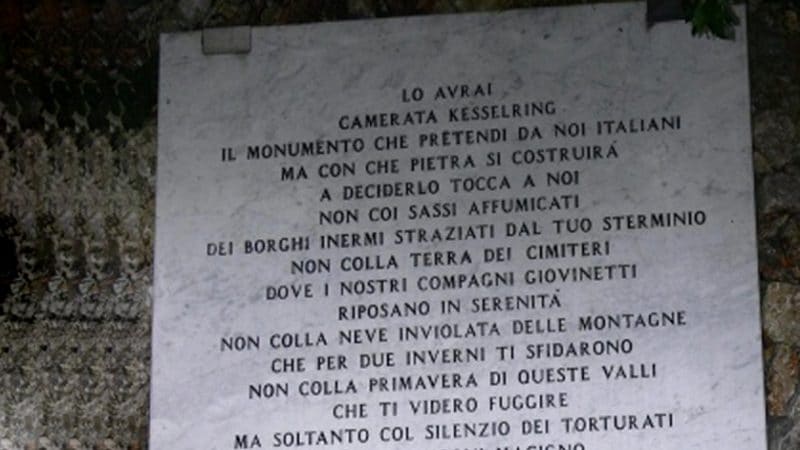 LO AVRAI
CAMERATA KESSELRING
IL MONUMENTO CHE PRETENDI DA NOI ITALIANI
MA CON CHE PIETRA SI COSTRUIRÁ
A DECIDERLO TOCCA A NOI
NON COI SASSI AFFUMICATI
DEI BORGHI INERMI STRAZIATI DAL TUO STERMINIO
NON COLLA TERRA DEI CIMITERI
DOVE I NOSTRI COMPAGNI GIOVINETTI
RIPOSANO IN SERENITÁ
NON COLLA NEVE INVIOLATA DELLE MONTAGNE
CHE PER DUE INVERNI TI SFIDARONO
NON COLLA PRIMAVERA DI QUESTE VALLI
CHE TI VIDERO FUGGIRE
MA SOLTANTO COL SILENZIO DEI TORTURATI
MACIGNO